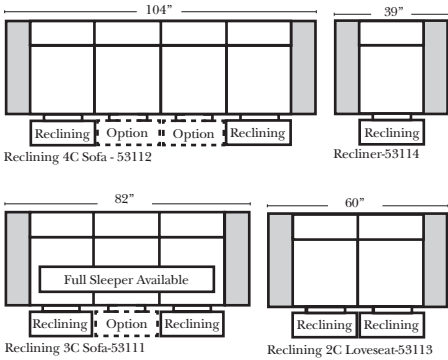 104”
Reclining Option Option Reclining
Reclining 4C Sofa - 53112
39”
Reclining
Recliner-53114
82”
Full Sleeper Available
Reclining Option Reclining
Reclining 3C Sofa-53111
60”
Reclining Reclining
Reclining 2C Loveseat-53113